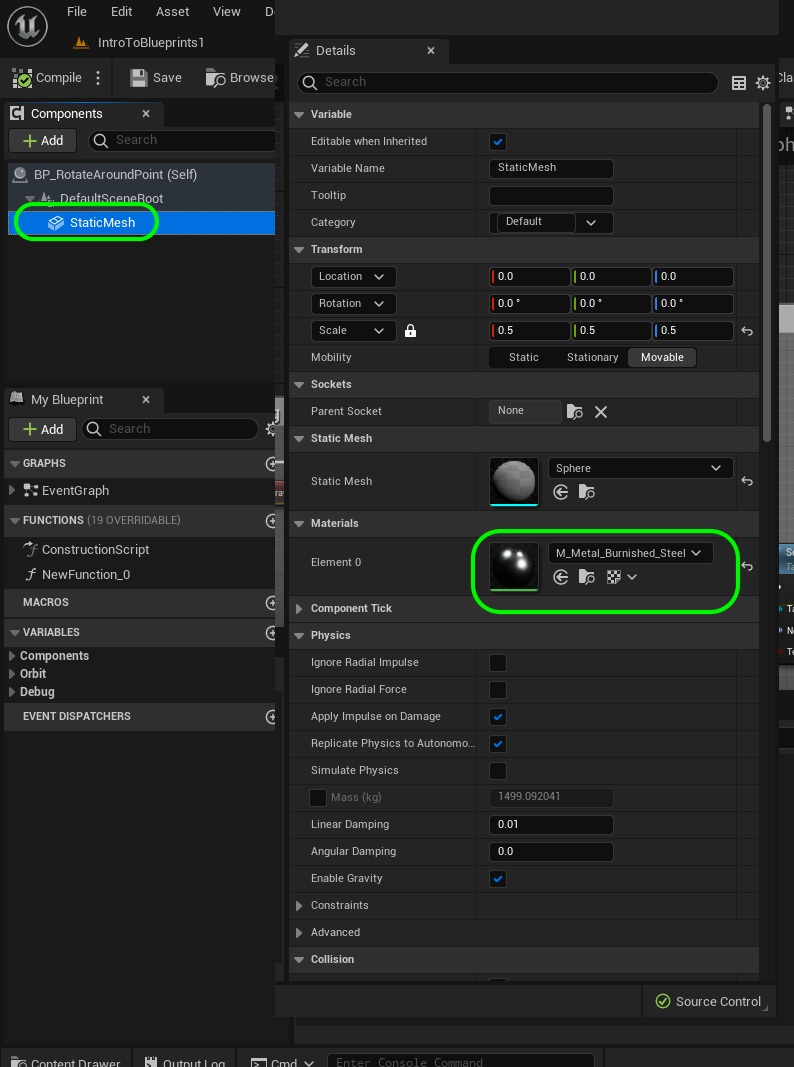 File Edit Asset View D
IntroToBlueprints1
Compile Save Browse
Components
Add Search
BP_RotateAroundPoint (Self)
DefaultSceneRoot
StaticMesh
My Blueprint
Add Search
GRAPHS
EventGraph
FUNCTIONS (19 OVERRIDABLE)
ConstructionScript
NewFunction_0
MACROS
VARIABLES
Components
Orbit
Debug
EVENT DISPATCHERS
Details
Search
Variable
Editable when Inherited
Variable Name StaticMesh
Tooltip
Category Default
Transform
Location 0.0 0.0 0.0
Rotation 0.0 ° 0.0 ° 0.0 °
Scale 0.5 0.5 0.5
Mobility Static Stationary Movable
Sockets
Parent Socket None
Static Mesh
Static Mesh Sphere
Materials
Element 0 M_Metal_Burnished_Steel
Component Tick
Physics
Ignore Radial Impulse
Ignore Radial Force
Apply Impulse on Damage
Replicate Physics to Autonomo...
Simulate Physics
Mass (kg) 1499.092041
Linear Damping 0.01
Angular Damping 0.0
Enable Gravity
Constraints
Advanced
Collision
Source Control
Content Drawer Output Log Cmd Enter Console Command